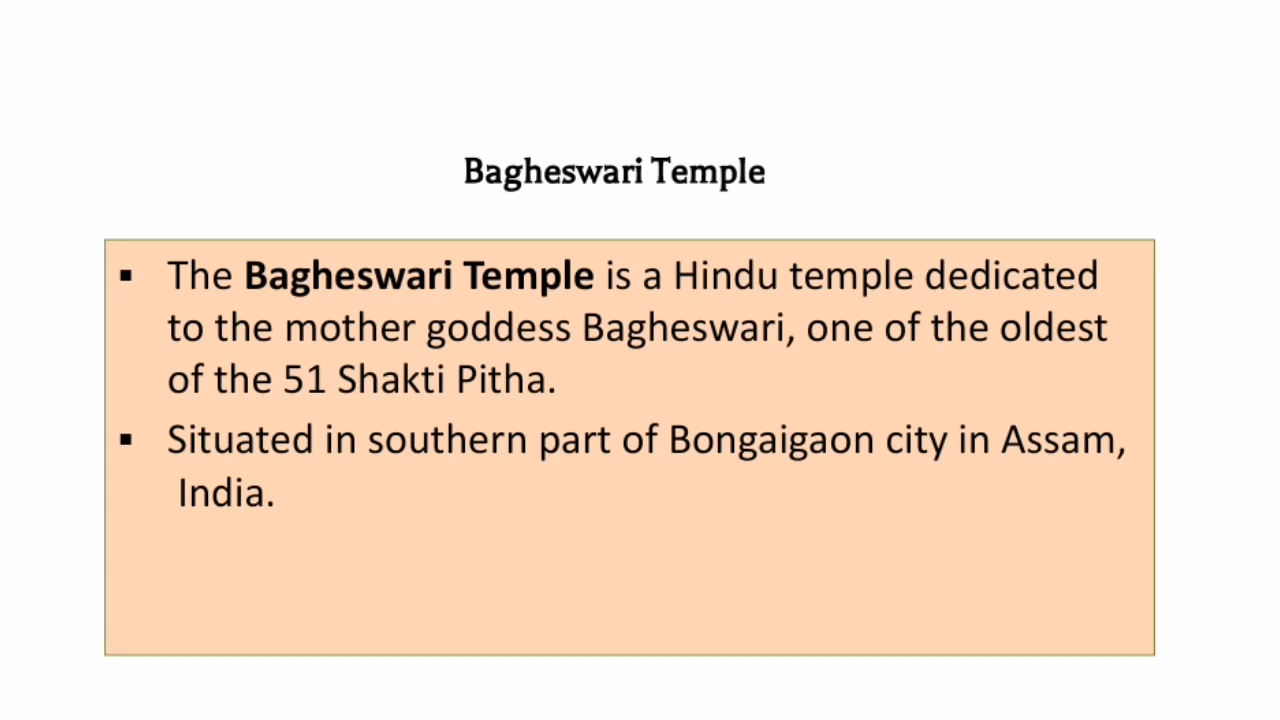 Bagheswari Temple
▪ The Bagheswari Temple is a Hindu temple dedicated
to the mother goddess Bagheswari, one of the oldest
of the 51 Shakti Pitha.
▪ Situated in southern part of Bongaigaon city in Assam,
India.